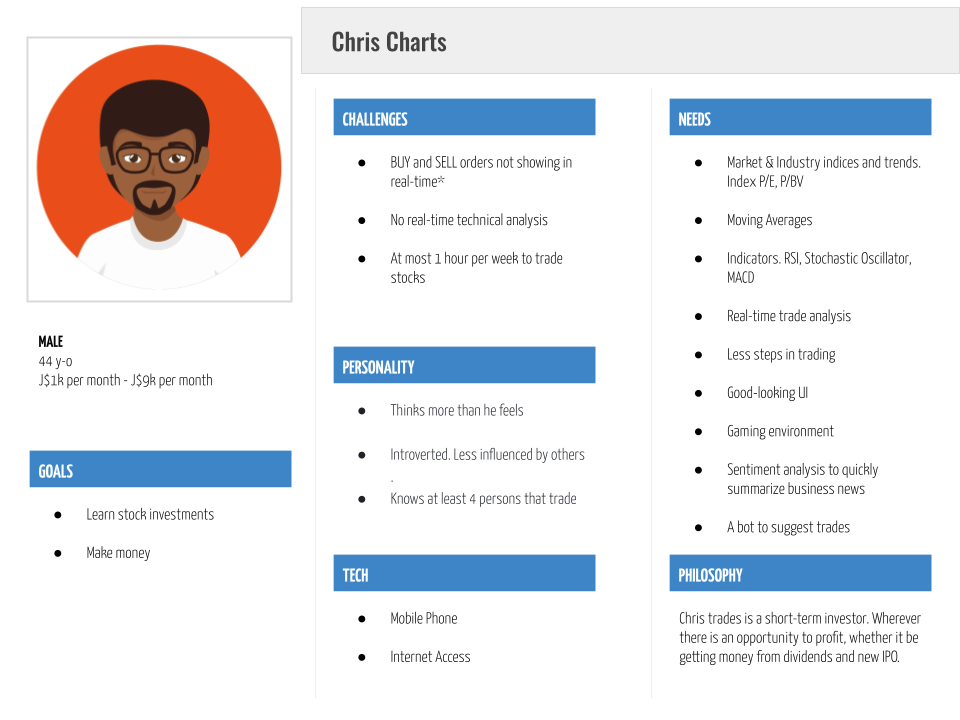 Chris Charts
MALE
44 y-o
J$1k per month - J$9k per month
GOALS
● Learn stock investments
● Make money
CHALLENGES
● BUY and SELL orders not showing in
real-time*
● No real-time technical analysis
● At most 1 hour per week to trade
stocks
PERSONALITY
● Thinks more than he feels
● Introverted. Less influenced by others
.
● Knows at least 4 persons that trade
TECH
● Mobile Phone
● Internet Access
NEEDS
● Market & Industry indices and trends.
Index P/E, P/BV
● Moving Averages
● Indicators. RSI, Stochastic Oscillator,
MACD
● Real-time trade analysis
● Less steps in trading
● Good-looking UI
● Gaming environment
● Sentiment analysis to quickly
summarize business news
● A bot to suggest trades
PHILOSOPHY
Chris trades is a short-term investor. Wherever
there is an opportunity to profit, whether it be
getting money from dividends and new IPO.